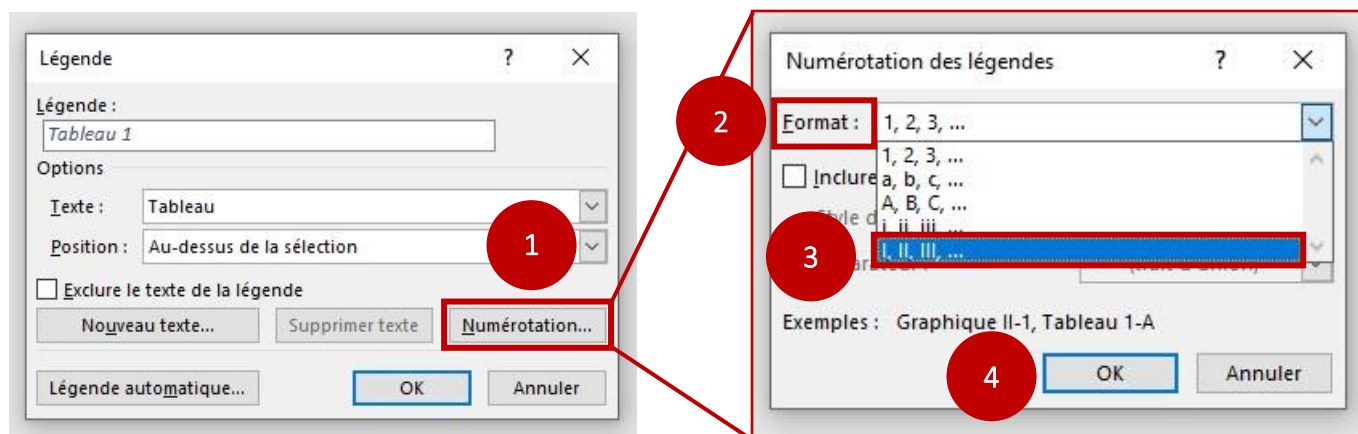 Légende ? ×
Légende :
Tableau 1
Options
Texte : Tableau
Position : Au-dessus de la sélection
1
Exclure le texte de la légende
Nouveau texte... Supprimer texte Numérotation...
Légende automatique... OK Annuler
Numérotation des légendes ? ×
2
Format : 1, 2, 3, ...
1, 2, 3, ...
Inclure a, b, c, ...
A, B, C, ...
i, ii, iii, ...
3
I, II, III, ...
Exemples : Graphique II-1, Tableau 1-A
4
OK Annuler